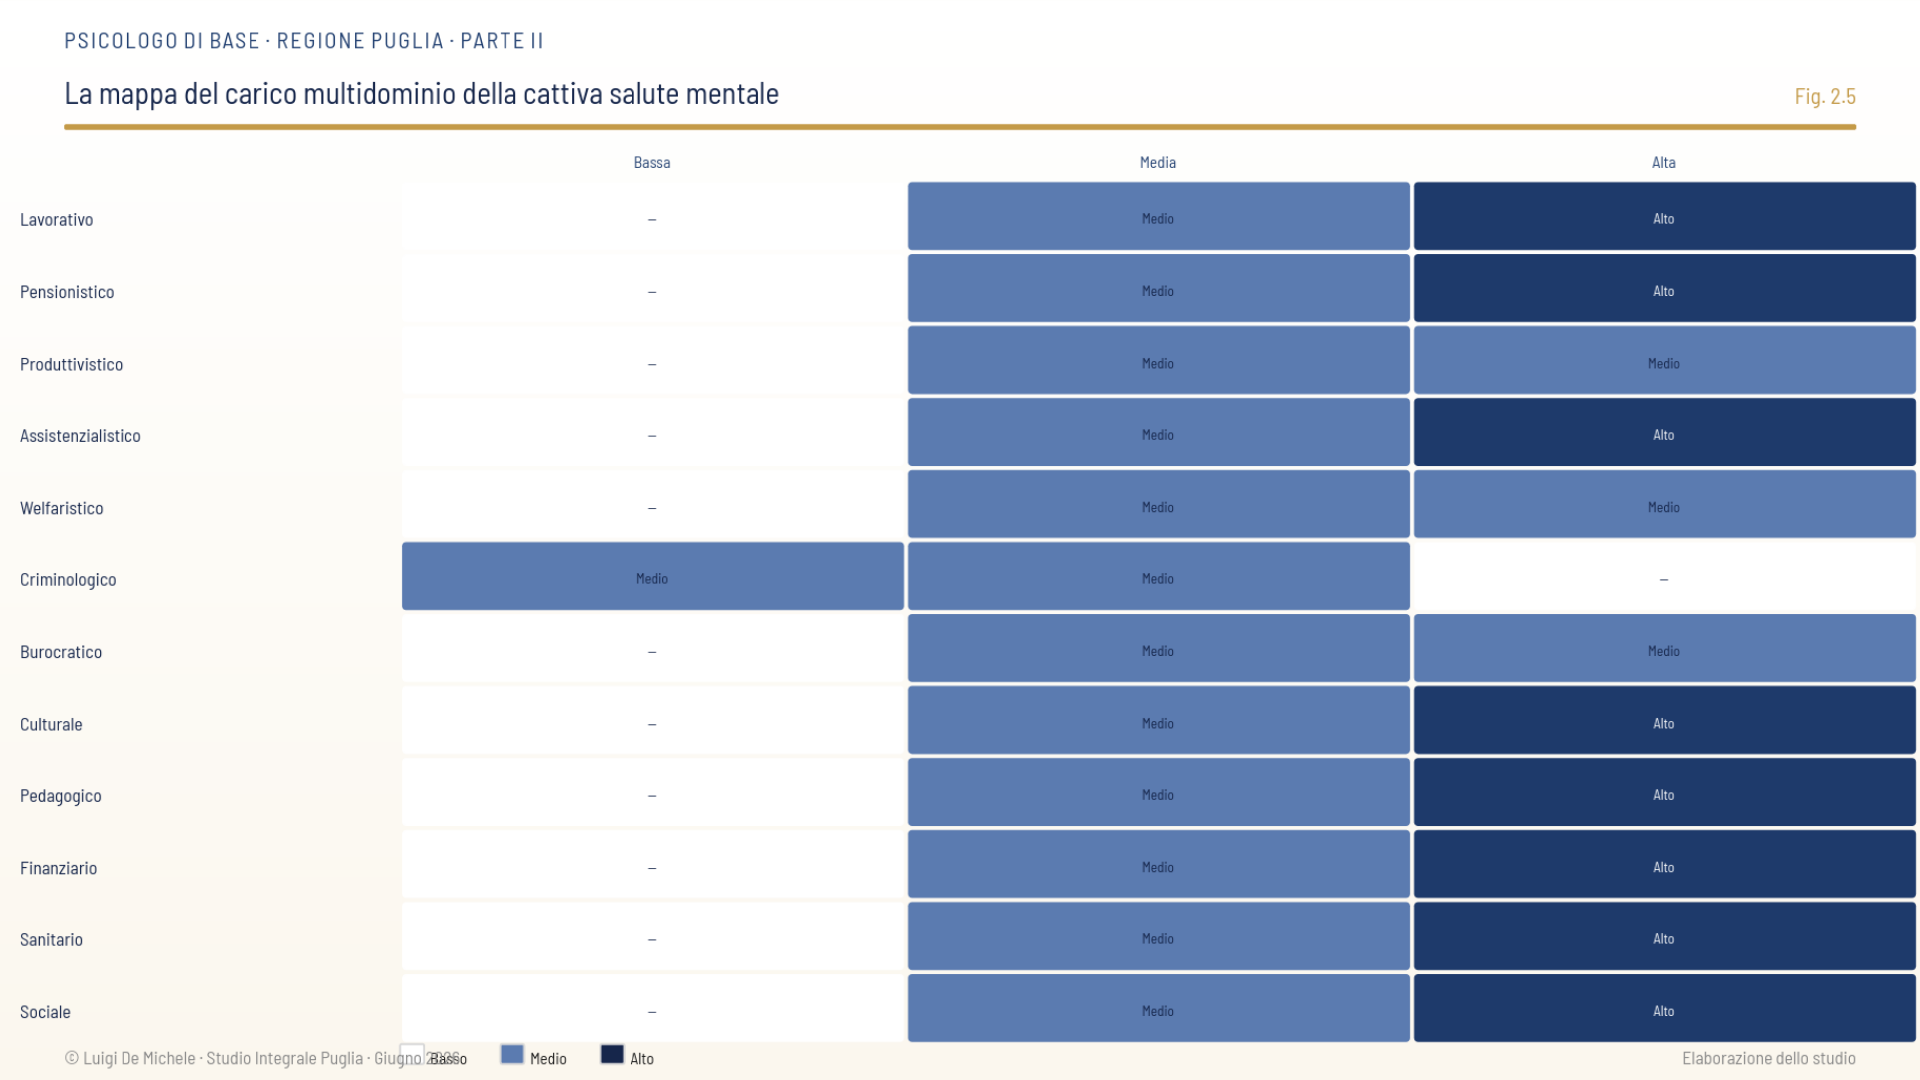 PSICOLOGO DI BASE · REGIONE PUGLIA · PARTE II
La mappa del carico multidominio della cattiva salute mentale
Fig. 2.5
Bassa Media Alta
Lavorativo – Medio Alto
Pensionistico – Medio Alto
Produttivistico – Medio Medio
Assistenzialistico – Medio Alto
Welfaristico – Medio Medio
Criminologico Medio Medio –
Burocratico – Medio Medio
Culturale – Medio Alto
Pedagogico – Medio Alto
Finanziario – Medio Alto
Sanitario – Medio Alto
Sociale – Medio Alto
© Luigi De Michele · Studio Integrale Puglia · Giugno
Basso Medio Alto
Elaborazione dello studio